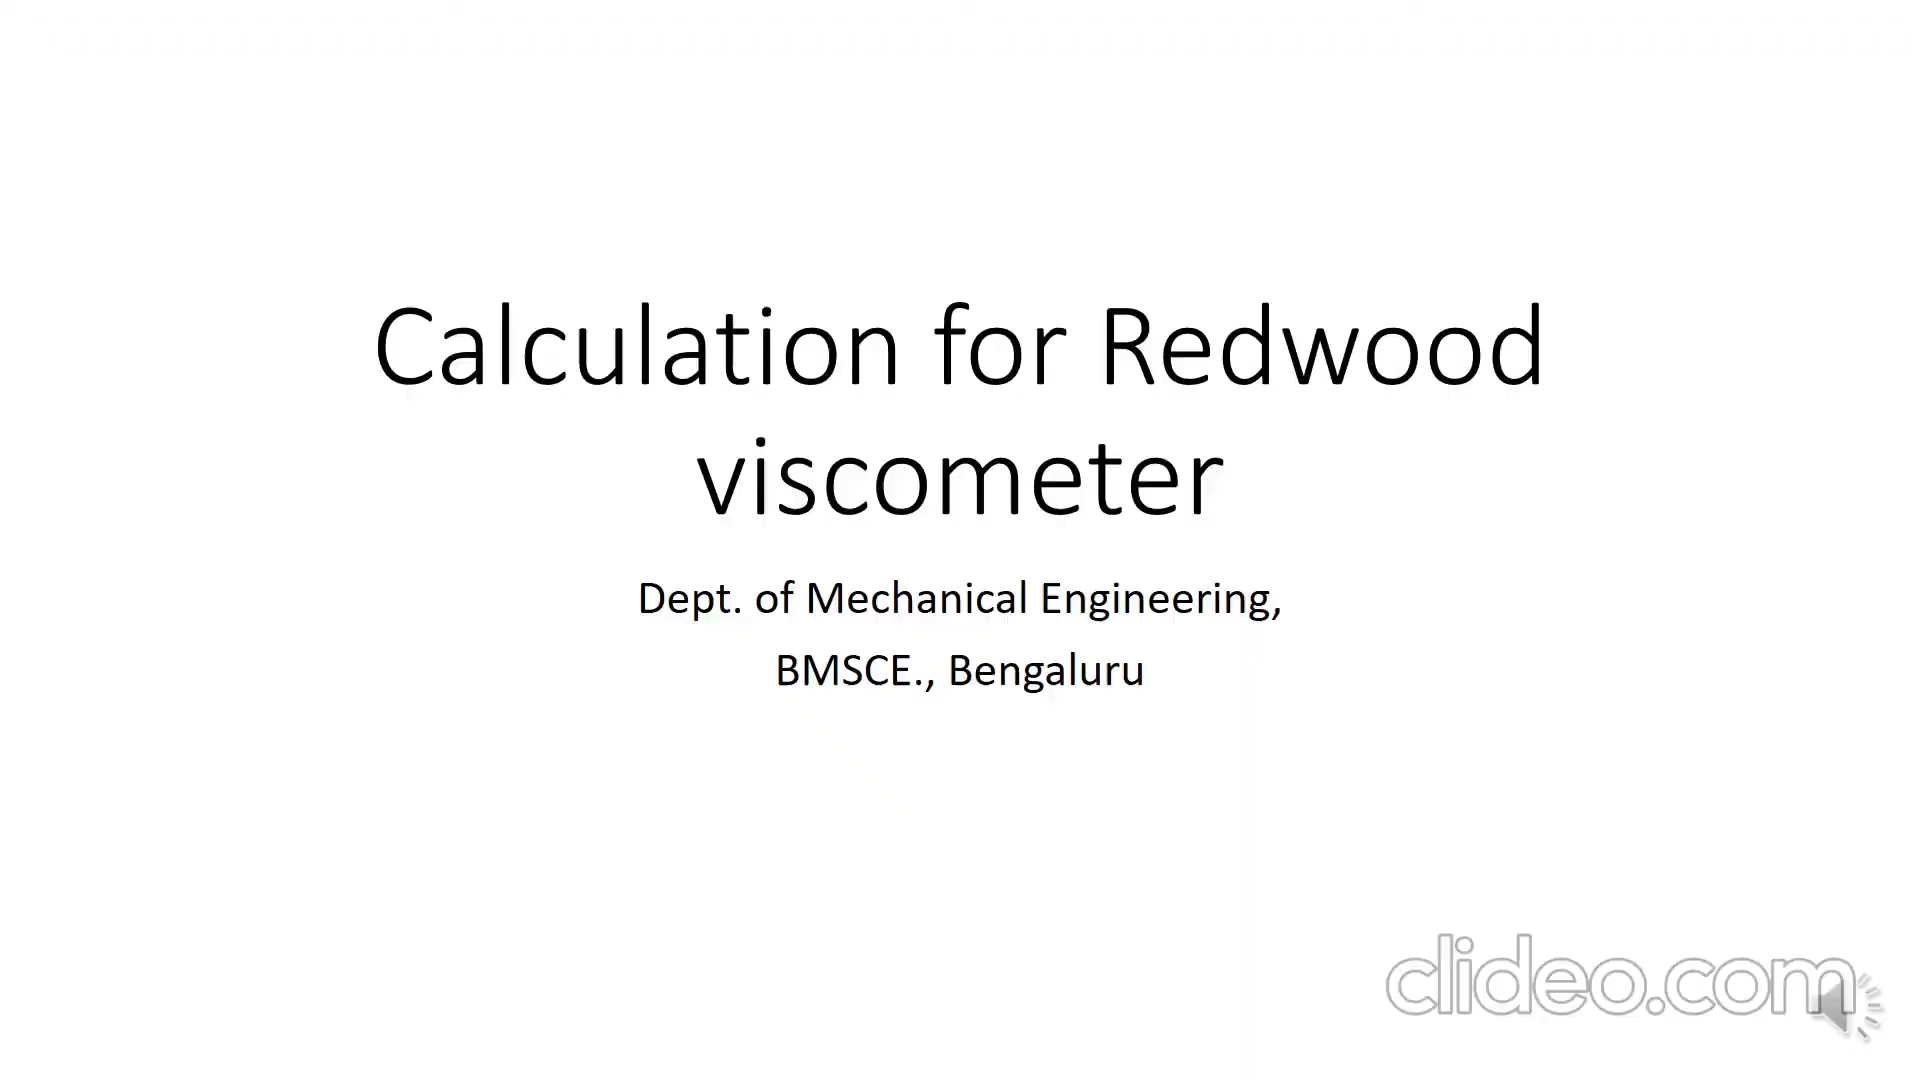 Calculation for Redwood
viscometer
Dept. of Mechanical Engineering,
BMSCE., Bengaluru
clideo.com